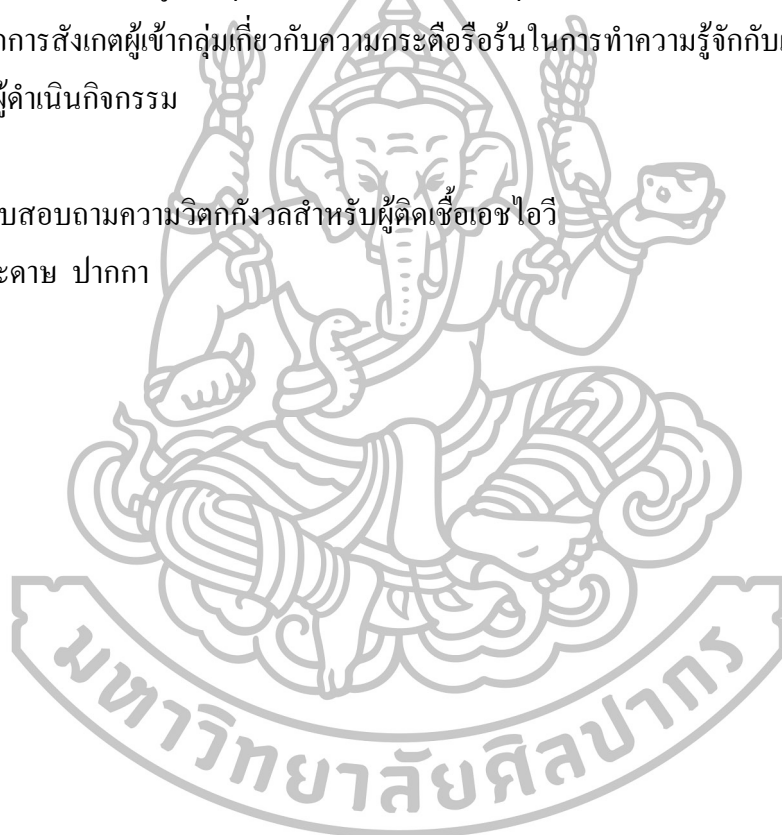 การสังเกตผู้เข้ากลุ่มเกี่ยวกับความกระตือรือร้นในการทำความรู้จักกับ
ผู้ดำเนินกิจกรรม
บสอบถามความวิตกกังวลสำหรับผู้ติดเชื้อเอชไอวี
ะดาษ ปากกา
มหาวิทยาลัยศิลปากร